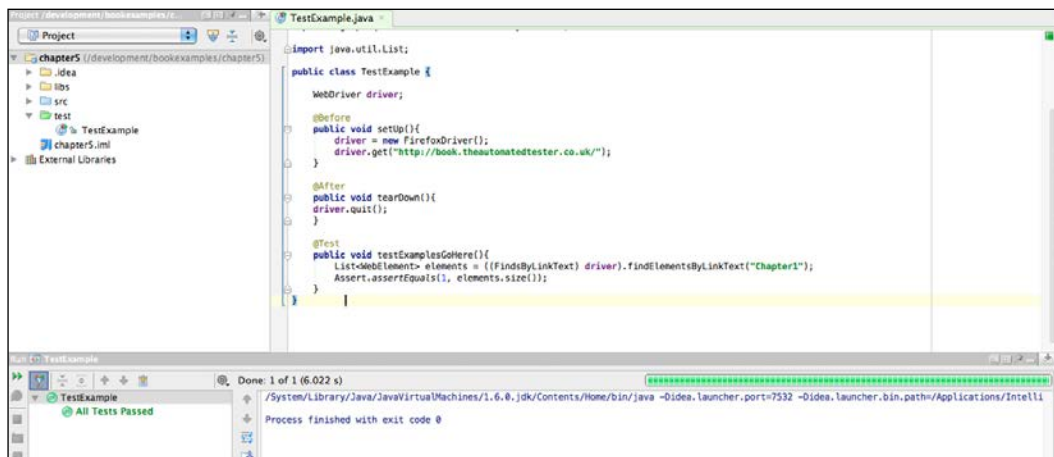 Project /development/bookexamples/c...
TestExample.java
Project
chapter5 (/development/bookexamples/chapter5)
.idea
libs
src
test
TestExample
chapter5.iml
External Libraries
import java.util.List;
public class TestExample {
WebDriver driver;
@Before
public void setUp(){
driver = new FirefoxDriver();
driver.get("http://book.theautomatedtester.co.uk/");
}
@After
public void tearDown(){
driver.quit();
}
@Test
public void testExamplesGoHere(){
List<WebElement> elements = ((FindsByLinkText) driver).findElementsByLinkText("Chapter1");
Assert.assertEquals(1, elements.size());
}
}
Run TestExample
Done: 1 of 1 (6.022 s)
TestExample
All Tests Passed
/System/Library/Java/JavaVirtualMachines/1.6.0.jdk/Contents/Home/bin/java -Didea.launcher.port=7532 -Didea.launcher.bin.path=/Applications/Intelli
Process finished with exit code 0